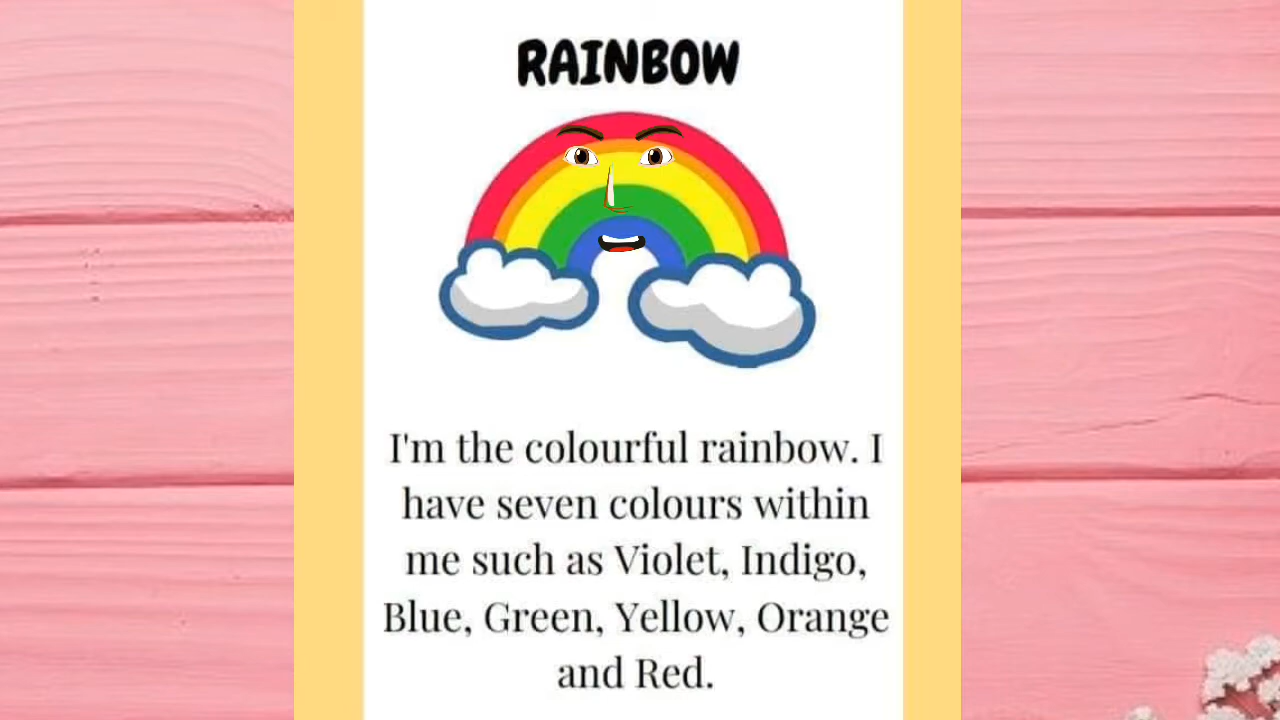 RAINBOW
I'm the colourful rainbow. I
have seven colours within
me such as Violet, Indigo,
Blue, Green, Yellow, Orange
and Red.